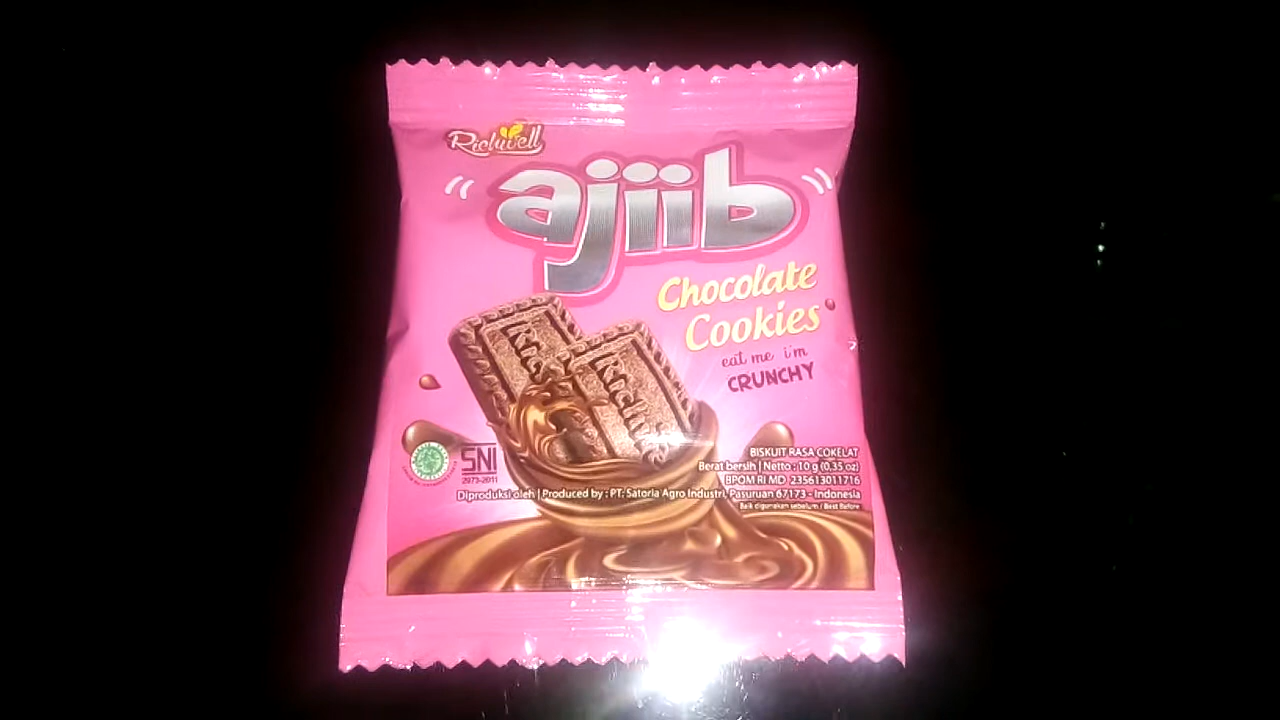 Richwell
ajiib
Chocolate
Cookies
eat me i'm
CRUNCHY
SNI
2973-2011
BISKUIT RASA COKELAT
Berat bersih | Netto : 10 g (0,35 oz)
BPOM RI MD 235613011716
Diproduksi oleh | Produced by : PT. Satoria Agro Industri, Pasuruan 67173 - Indonesia
Baik digunakan sebelum / Best Before